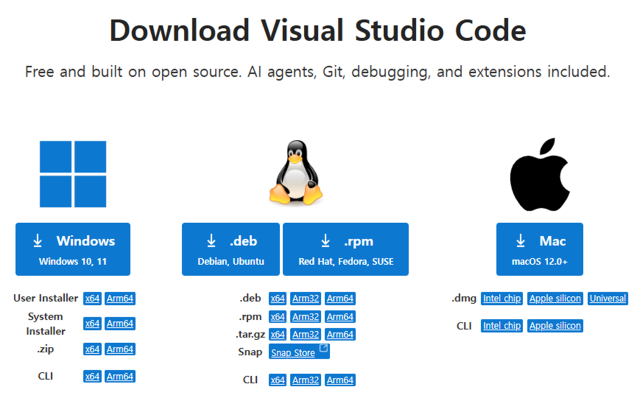 Download Visual Studio Code
Free and built on open source. AI agents, Git, debugging, and extensions included.
Windows
Windows 10, 11
User Installer x64 Arm64
System
Installer x64 Arm64
.zip x64 Arm64
CLI x64 Arm64
.deb
Debian, Ubuntu
.rpm
Red Hat, Fedora, SUSE
.deb x64 Arm32 Arm64
.rpm x64 Arm32 Arm64
.tar.gz x64 Arm32 Arm64
Snap Snap Store
CLI x64 Arm32 Arm64
Mac
macOS 12.0+
.dmg Intel chip Apple silicon Universal
CLI Intel chip Apple silicon